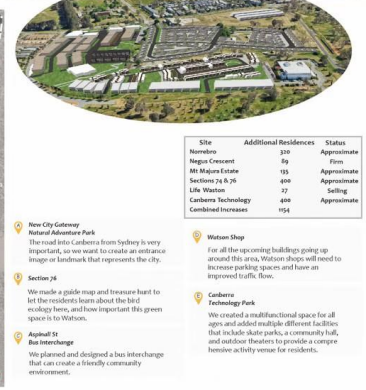 Site Additional Residences Status
Norrebro 320 Approximate
Negus Crescent 89 Firm
Mt Majura Estate 195 Approximate
Sections 74 & 76 400 Approximate
Life Waston 27 Selling
Canberra Technology 400 Approximate
Combined Increases 1154
A New City Gateway
Natural Advanture Park
The road into Canberra from Sydney is very
important, so we want to create an entrance
image or landmark that represents the city.
B Section 76
We made a guide map and treasure hunt to
let the residents learn about the bird
ecology here, and how important this green
space is to Watson.
C Aspinall St
Bus Interchange
We planned and designed a bus interchange
that can create a friendly community
environment.
D Watson Shop
For all the upcoming buildings going up
around this area, Watson shops will need to
increase parking spaces and have an
improved traffic flow.
E Canberra
Technology Park
We created a multifunctional space for all
ages and added multiple different facilities
that include skate parks, a community hall,
and outdoor theaters to provide a compre
hensive activity venue for residents.